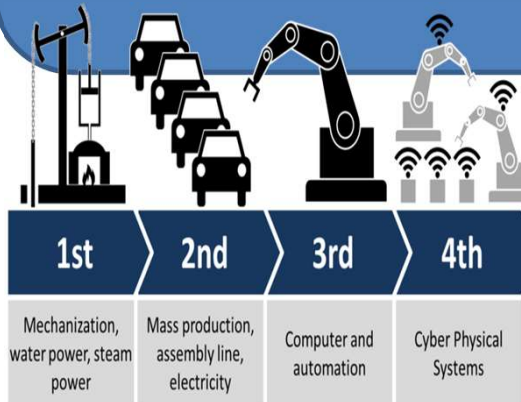 1st
2nd
3rd
4th
Mechanization,
water power, steam
power
Mass production,
assembly line,
electricity
Computer and
automation
Cyber Physical
Systems